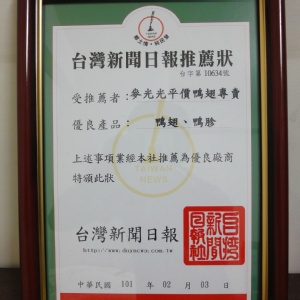 台灣新聞日報推薦狀
台字第10634號
受推薦者:麥光光平價鴨翅專賣
優良產品: 鴨翅、鴨胗
上述事項業經本社推薦為優良廠商
特頒此狀
TAIWAN
NEWS
台灣新聞日報
中華民國 101 年 02 月 03 日